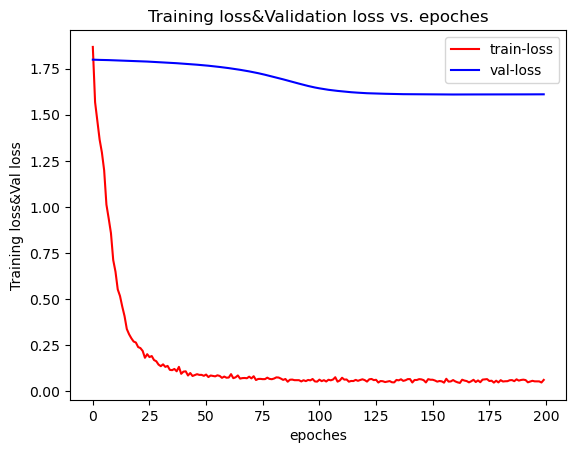 Training loss&Validation loss vs. epoches
train-loss
val-loss
Training loss&Val loss
1.75
1.50
1.25
1.00
0.75
0.50
0.25
0.00
0 25 50 75 100 125 150 175 200
epoches